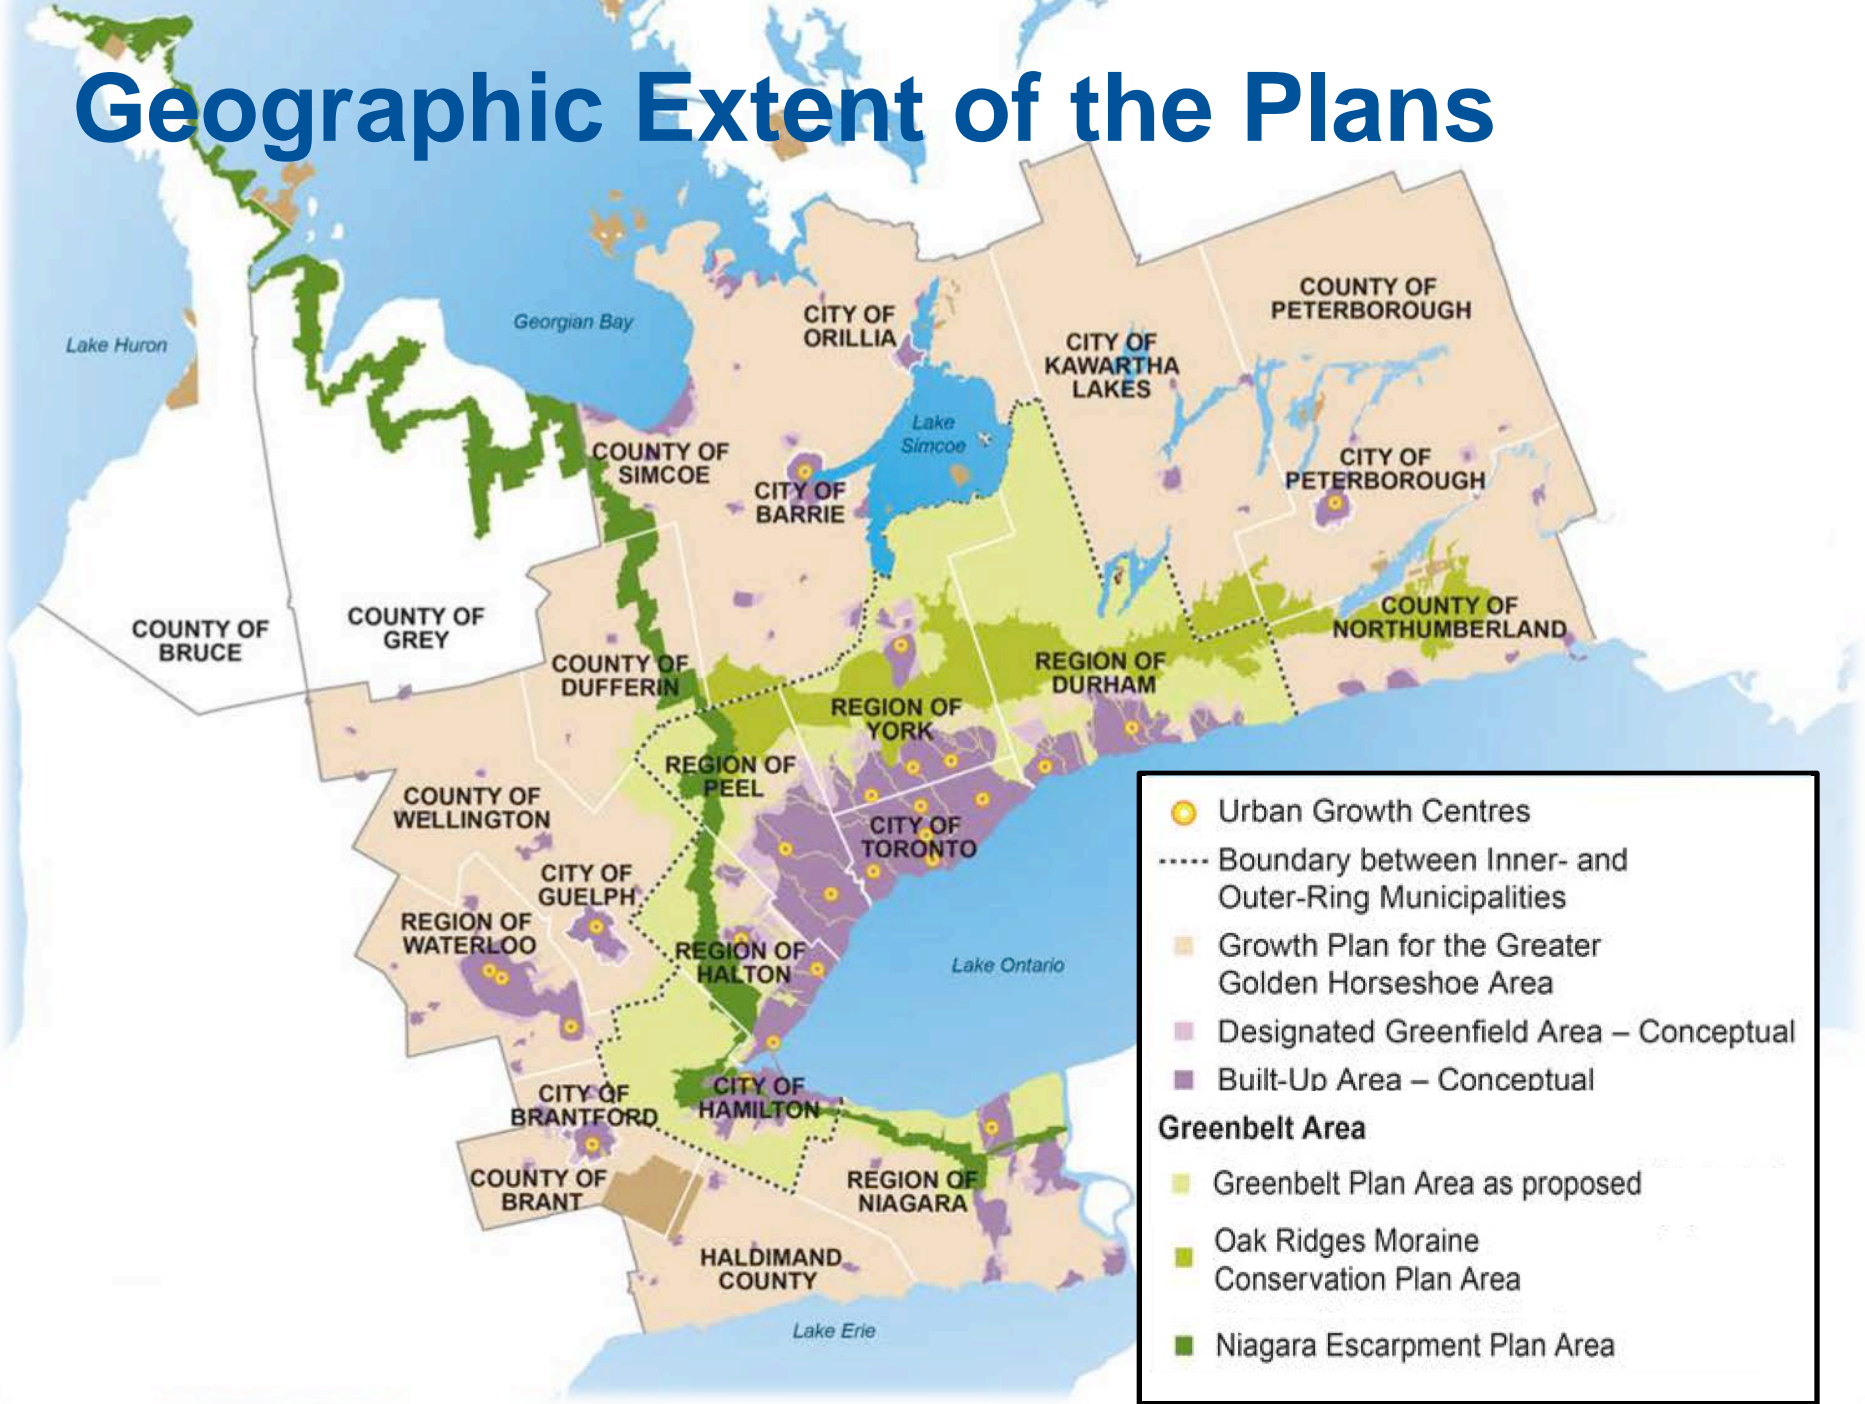 Geographic Extent of the Plans
Lake Huron
Georgian Bay
CITY OF
ORILLIA
CITY OF
KAWARTHA
LAKES
COUNTY OF
PETERBOROUGH
Lake
Simcoe
COUNTY OF
SIMCOE
CITY OF
BARRIE
CITY OF
PETERBOROUGH
COUNTY OF
BRUCE
COUNTY OF
GREY
COUNTY OF
DUFFERIN
REGION OF
YORK
REGION OF
DURHAM
COUNTY OF
NORTHUMBERLAND
REGION OF
PEEL
COUNTY OF
WELLINGTON
CITY OF
TORONTO
CITY OF
GUELPH
REGION OF
WATERLOO
REGION OF
HALTON
Lake Ontario
CITY OF
BRANTFORD
CITY OF
HAMILTON
COUNTY OF
BRANT
REGION OF
NIAGARA
HALDIMAND
COUNTY
Lake Erie
Urban Growth Centres
Boundary between Inner- and
Outer-Ring Municipalities
Growth Plan for the Greater
Golden Horseshoe Area
Designated Greenfield Area – Conceptual
Built-Up Area – Conceptual
Greenbelt Area
Greenbelt Plan Area as proposed
Oak Ridges Moraine
Conservation Plan Area
Niagara Escarpment Plan Area